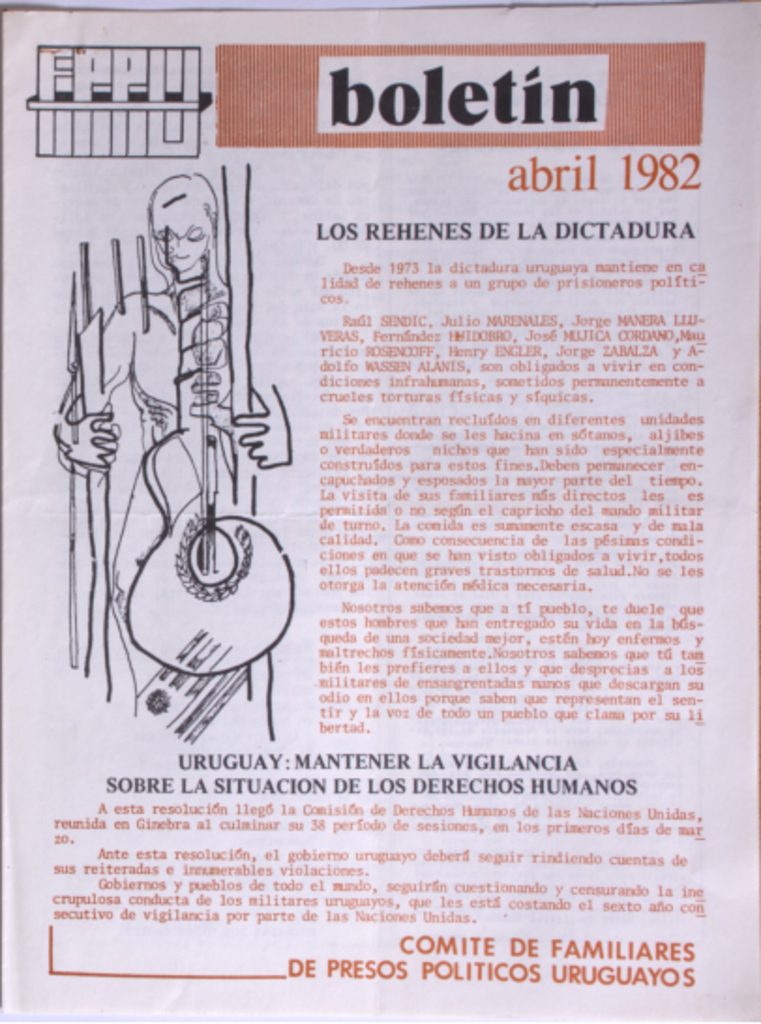 FPPU
boletín
abril 1982
LOS REHENES DE LA DICTADURA
Desde 1973 la dictadura uruguaya mantiene en ca
lidad de rehenes a un grupo de prisioneros políti-
cos.
Raúl SENDIC, Julio MARENALES, Jorge MANERA LLU-
VERAS, Fernández HUIDOBRO, José MUJICA CORDANO,Mau
ricio ROSENCOFF, Henry ENGLER, Jorge ZABALZA y A-
dolfo WASSEN ALANIS, son obligados a vivir en con-
diciones infrahumanas, sometidos permanentemente a
crueles torturas físicas y síquicas.
Se encuentran recluídos en diferentes unidades
militares donde se les hacina en sótanos, aljibes
o verdaderos nichos que han sido especialmente
construídos para estos fines.Deben permanecer en-
capuchados y esposados la mayor parte del tiempo.
La visita de sus familiares más directos les es
permitida o no según el capricho del mando militar
de turno. La comida es sumamente escasa y de mala
calidad. Como consecuencia de las pésimas condi-
ciones en que se han visto obligados a vivir,todos
ellos padecen graves trastornos de salud.No se les
otorga la atención médica necesaria.
Nosotros sabemos que a tí pueblo, te duele que
estos hombres que han entregado su vida en la bús-
queda de una sociedad mejor, estén hoy enfermos y
maltrechos físicamente.Nosotros sabemos que tú tam
bién les prefieres a ellos y que desprecias a los
militares de ensangrentadas manos que descargan su
odio en ellos porque saben que representan el sen-
tir y la voz de todo un pueblo que clama por su li
bertad.
URUGUAY: MANTENER LA VIGILANCIA
SOBRE LA SITUACION DE LOS DERECHOS HUMANOS
A esta resolución llegó la Comisión de Derechos Humanos de las Naciones Unidas,
reunida en Ginebra al culminar su 38 período de sesiones, en los primeros días de mar
zo.
Ante esta resolución, el gobierno uruguayo deberá seguir rindiendo cuentas de
sus reiteradas e innumerables violaciones.
Gobiernos y pueblos de todo el mundo, seguirán cuestionando y censurando la ines
crupulosa conducta de los militares uruguayos, que les está costando el sexto año con
secutivo de vigilancia por parte de las Naciones Unidas.
COMITE DE FAMILIARES
DE PRESOS POLITICOS URUGUAYOS